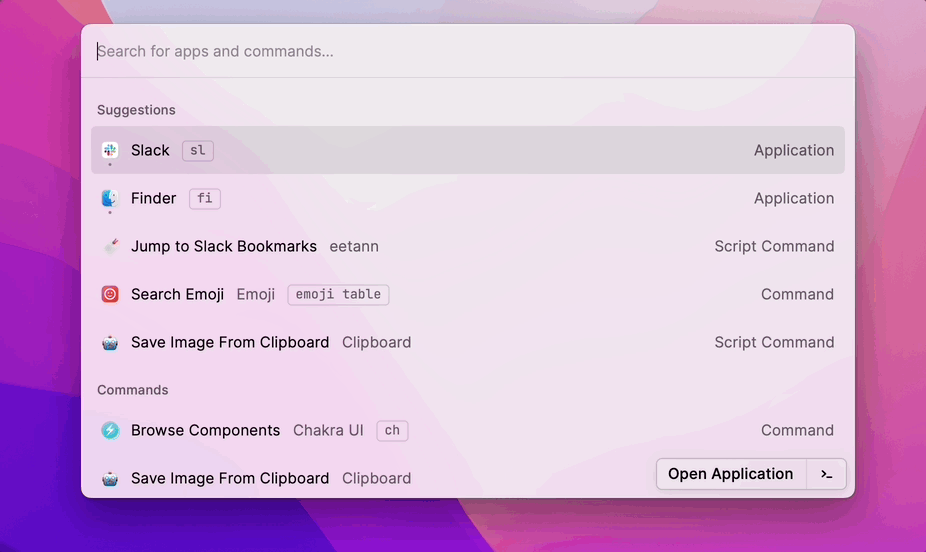 Search for apps and commands...
Suggestions
Slack sl Application
Finder fi Application
Jump to Slack Bookmarks eetann Script Command
Search Emoji Emoji emoji table Command
Save Image From Clipboard Clipboard Script Command
Commands
Browse Components Chakra UI ch Command
Save Image From Clipboard Clipboard
Open Application >_